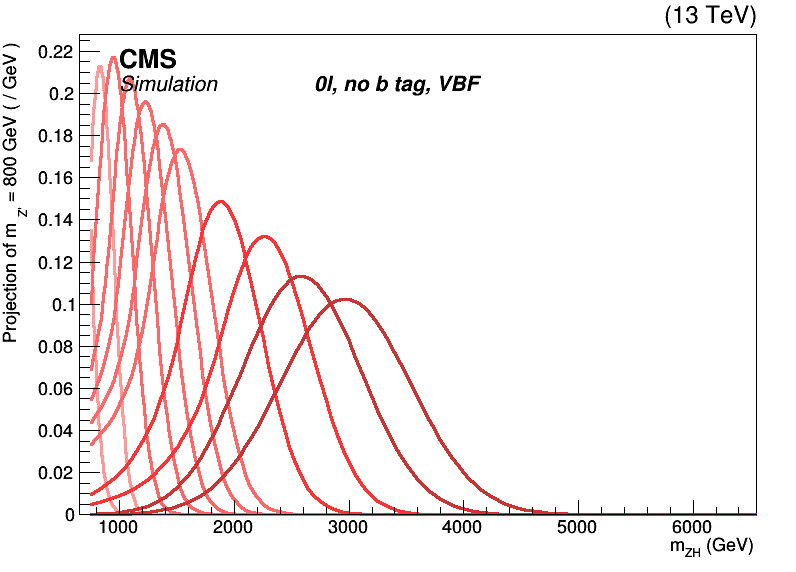 (13 TeV)
CMS
Simulation
0l, no b tag, VBF
Projection of m Z' = 800 GeV ( / GeV )
0.22
0.2
0.18
0.16
0.14
0.12
0.1
0.08
0.06
0.04
0.02
0
1000 2000 3000 4000 5000 6000
mZH (GeV)